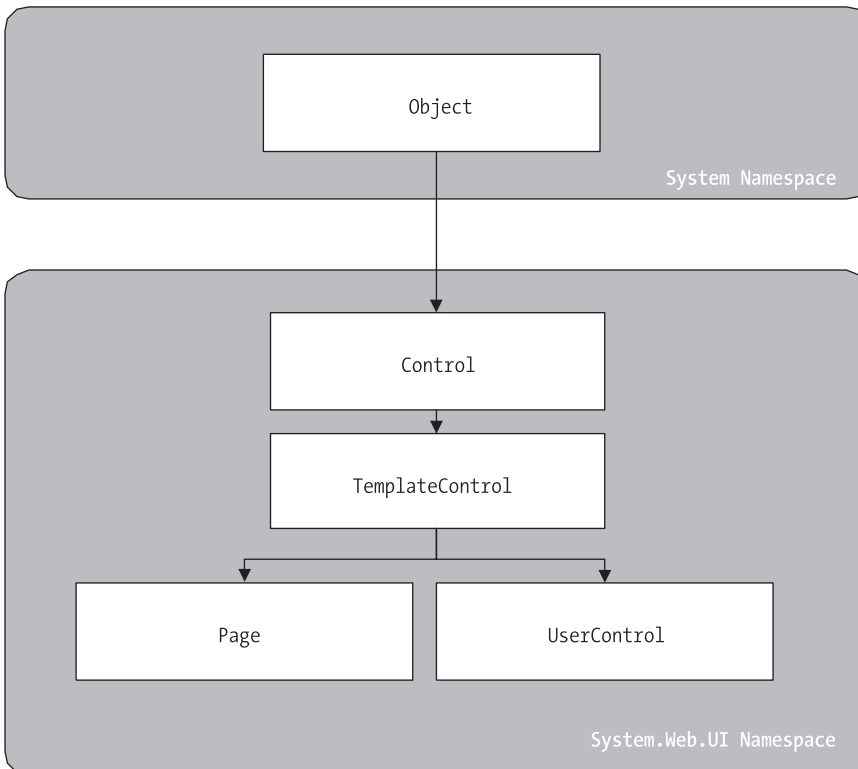 Object
System Namespace
Control
TemplateControl
Page
UserControl
System.Web.UI Namespace